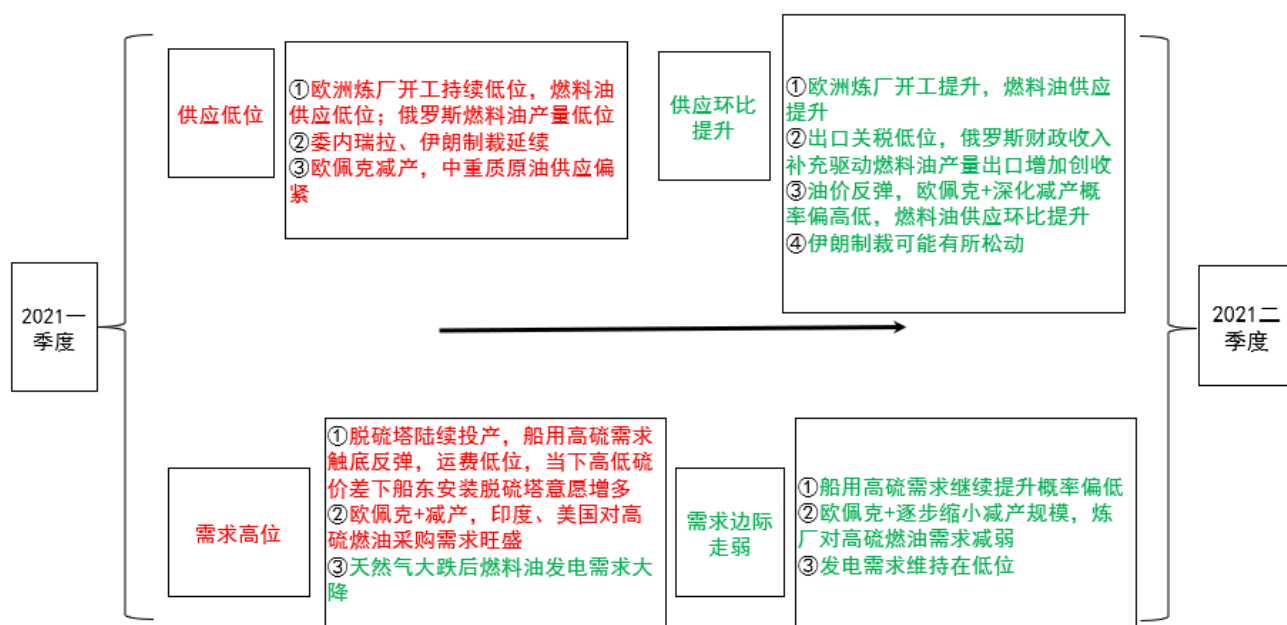 2021一
季度
供应低位
①欧洲炼厂开工持续低位，燃料油
供应低位；俄罗斯燃料油产量低位
②委内瑞拉、伊朗制裁延续
③欧佩克减产，中重质原油供应偏
紧
供应环比
提升
①欧洲炼厂开工提升，燃料油供应
提升
②出口关税低位，俄罗斯财政收入
补充驱动燃料油产量出口增加创收
③油价反弹，欧佩克+深化减产概
率偏高低，燃料油供应环比提升
④伊朗制裁可能有所松动
需求高位
①脱硫塔陆续投产，船用高硫需求
触底反弹，运费低位，当下高低硫
价差下船东安装脱硫塔意愿增多
②欧佩克+减产，印度、美国对高
硫燃油采购需求旺盛
③天然气大跌后燃料油发电需求大
降
需求边际
走弱
①船用高硫需求继续提升概率偏低
②欧佩克+逐步缩小减产规模，炼
厂对高硫燃油需求减弱
③发电需求维持在低位
2021二
季度